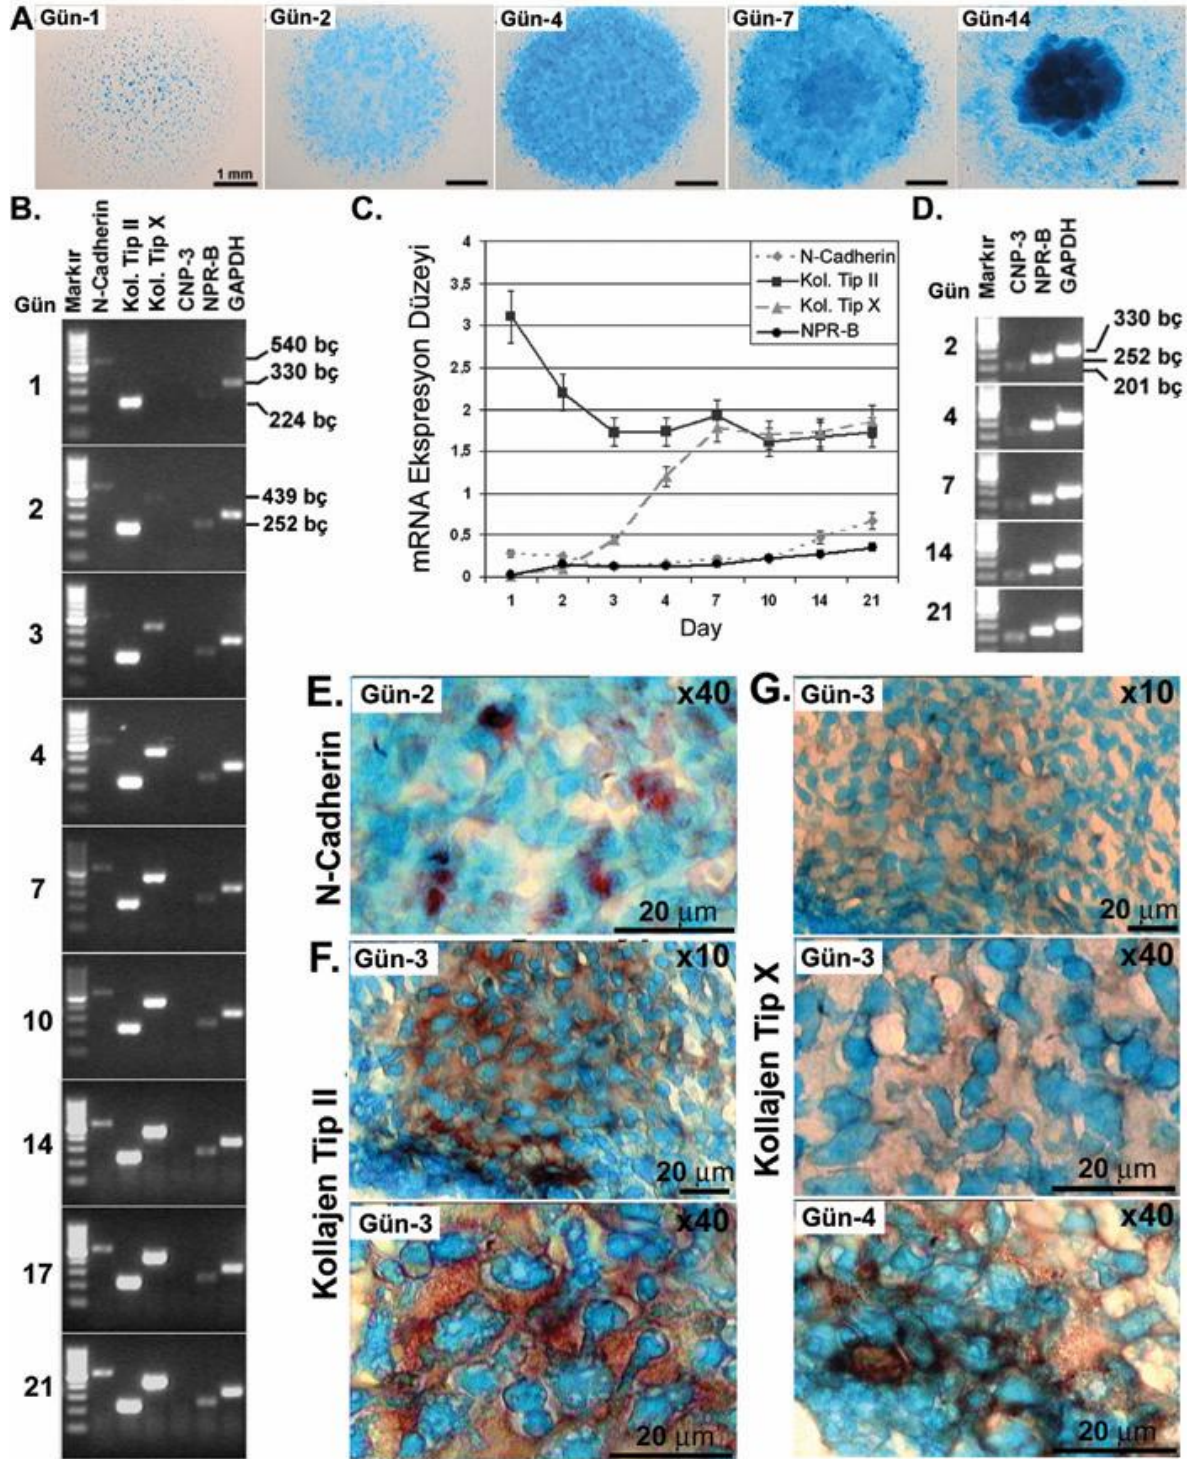 A
Gün-1
Gün-2
Gün-4
Gün-7
Gün-14
1 mm
B.
Gün
Markır
N-Cadherin
Kol. Tip II
Kol. Tip X
CNP-3
NPR-B
GAPDH
1
540 bç
330 bç
224 bç
2
439 bç
252 bç
3
4
7
10
14
17
21
C.
mRNA Ekspresyon Düzeyi
4
3.5
3
2.5
2
1.5
1
0.5
0
N-Cadherin
Kol. Tip II
Kol. Tip X
NPR-B
1 2 3 4 7 10 14 21
Day
D.
Gün
Markır
CNP-3
NPR-B
GAPDH
2
330 bç
252 bç
201 bç
4
7
14
21
E.
N-Cadherin
Gün-2
x40
20 µm
F.
Kollajen Tip II
Gün-3
x10
20 µm
Gün-3
x40
20 µm
G.
Kollajen Tip X
Gün-3
x10
20 µm
Gün-3
x40
20 µm
Gün-4
x40
20 µm